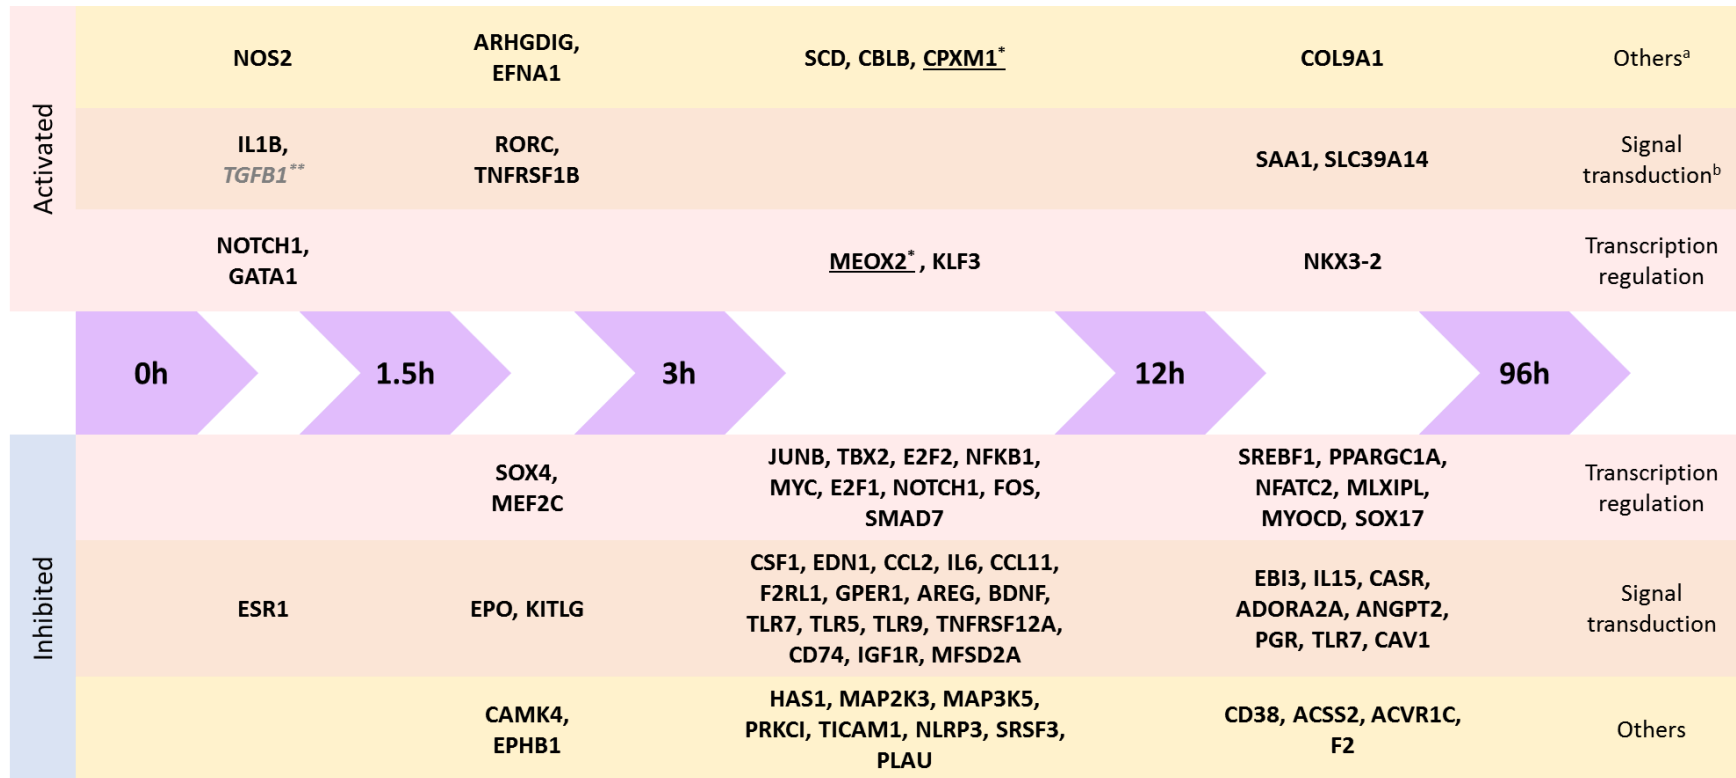 Activated
NOS2
ARHGDIG,
EFNA1
SCD, CBLB, CPXM1*
COL9A1
Othersᵃ
IL1B,
TGFB1**
RORC,
TNFRSF1B
SAA1, SLC39A14
Signal
transductionᵇ
NOTCH1,
GATA1
MEOX2* , KLF3
NKX3-2
Transcription
regulation
0h
1.5h
3h
12h
96h
Inhibited
SOX4,
MEF2C
JUNB, TBX2, E2F2, NFKB1,
MYC, E2F1, NOTCH1, FOS,
SMAD7
SREBF1, PPARGC1A,
NFATC2, MLXIPL,
MYOCD, SOX17
Transcription
regulation
ESR1
EPO, KITLG
CSF1, EDN1, CCL2, IL6, CCL11,
F2RL1, GPER1, AREG, BDNF,
TLR7, TLR5, TLR9, TNFRSF12A,
CD74, IGF1R, MFSD2A
EBI3, IL15, CASR,
ADORA2A, ANGPT2,
PGR, TLR7, CAV1
Signal
transduction
CAMK4,
EPHB1
HAS1, MAP2K3, MAP3K5,
PRKCI, TICAM1, NLRP3, SRSF3,
PLAU
CD38, ACSS2, ACVR1C,
F2
Others